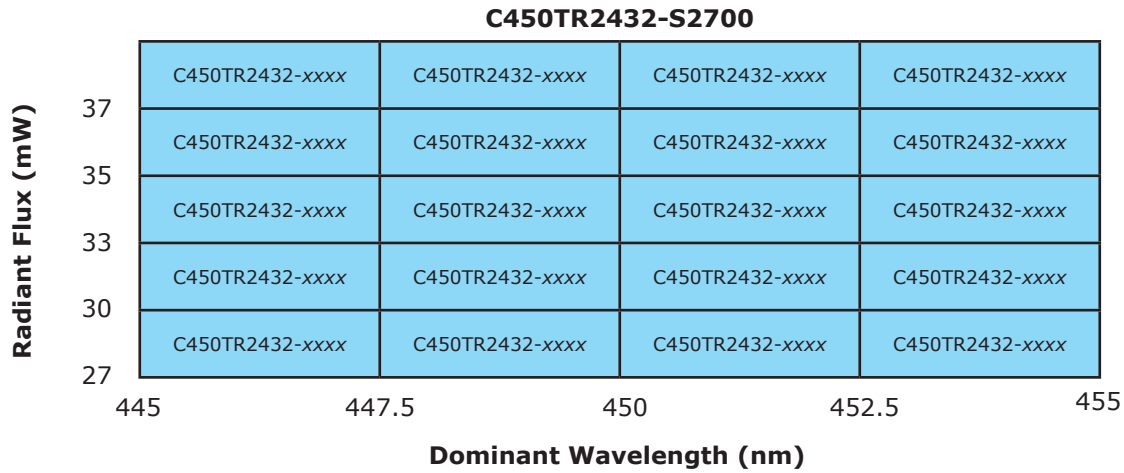 C450TR2432-S2700
C450TR2432-xxxx C450TR2432-xxxx C450TR2432-xxxx C450TR2432-xxxx
37
C450TR2432-xxxx C450TR2432-xxxx C450TR2432-xxxx C450TR2432-xxxx
35
C450TR2432-xxxx C450TR2432-xxxx C450TR2432-xxxx C450TR2432-xxxx
33
C450TR2432-xxxx C450TR2432-xxxx C450TR2432-xxxx C450TR2432-xxxx
30
C450TR2432-xxxx C450TR2432-xxxx C450TR2432-xxxx C450TR2432-xxxx
27
Radiant Flux (mW)
445 447.5 450 452.5 455
Dominant Wavelength (nm)